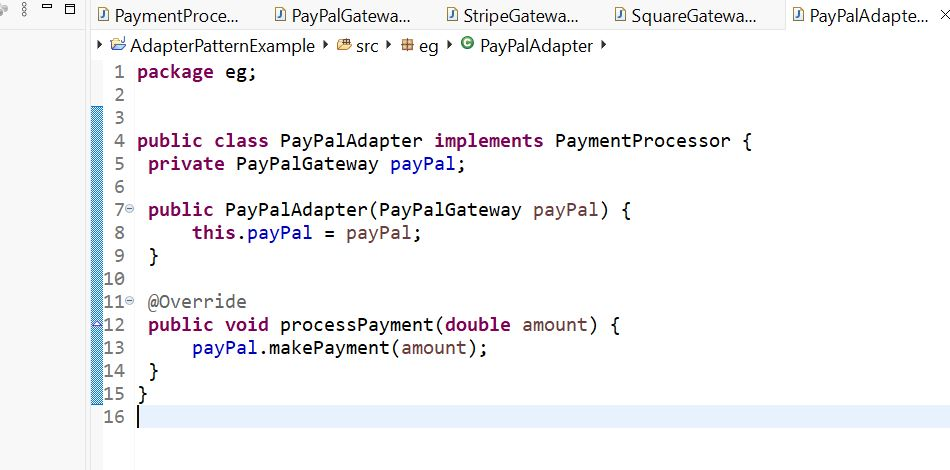 PaymentProce...
PayPalGatewa...
StripeGatewa...
SquareGatewa...
PayPalAdapte...
AdapterPatternExample
src
eg
PayPalAdapter
1 package eg;
2
3
4 public class PayPalAdapter implements PaymentProcessor {
5 private PayPalGateway payPal;
6
7 public PayPalAdapter(PayPalGateway payPal) {
8 this.payPal = payPal;
9 }
10
11 @Override
12 public void processPayment(double amount) {
13 payPal.makePayment(amount);
14 }
15 }
16